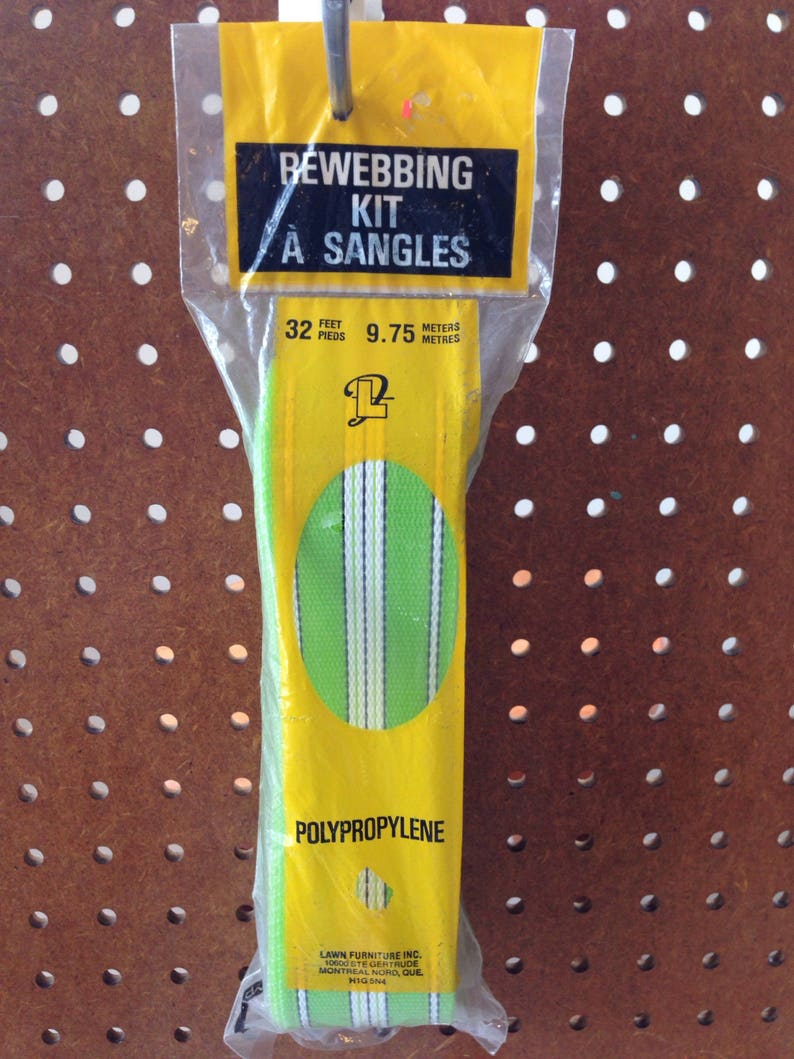 REWEBBING
KIT
À SANGLES
32 FEET PIEDS 9.75 METERS METRES
L
POLYPROPYLENE
LAWN FURNITURE INC.
10600 STE GERTRUDE
MONTREAL NORD, QUE.
H1G 5N4